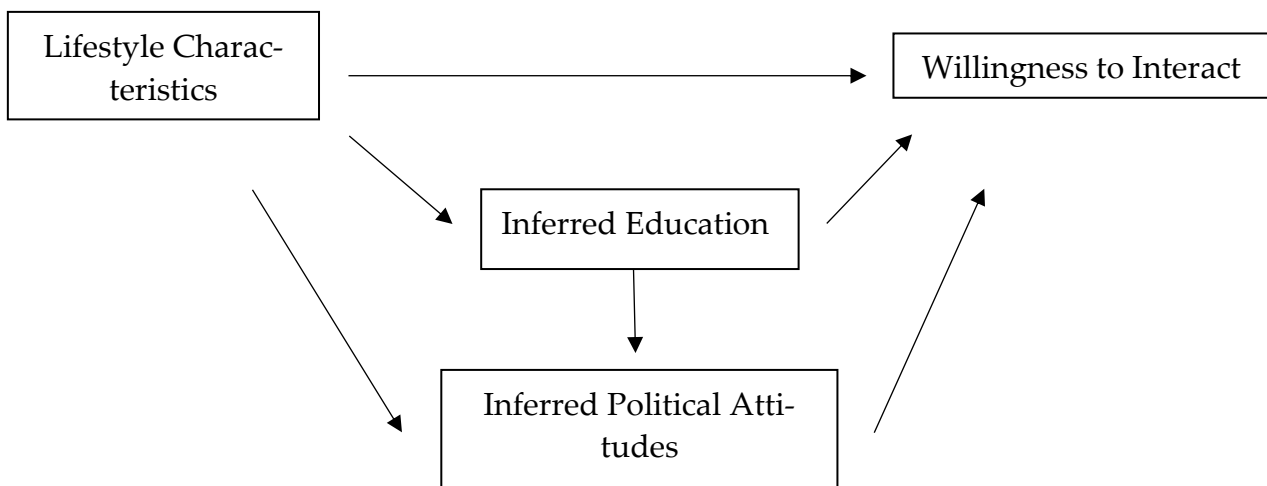 Lifestyle Charac-
teristics
Willingness to Interact
Inferred Education
Inferred Political Atti-
tudes